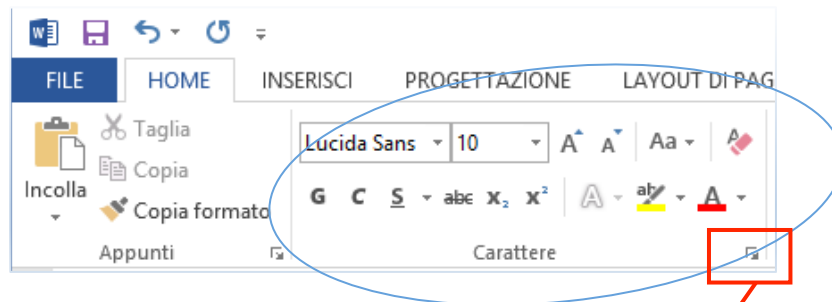 FILE HOME INSERISCI PROGETTAZIONE LAYOUT DI PAG
Taglia
Copia
Copia formato
Incolla
Appunti
Lucida Sans 10 A A Aa A
G C S abc X₂ X² A ab A
Carattere